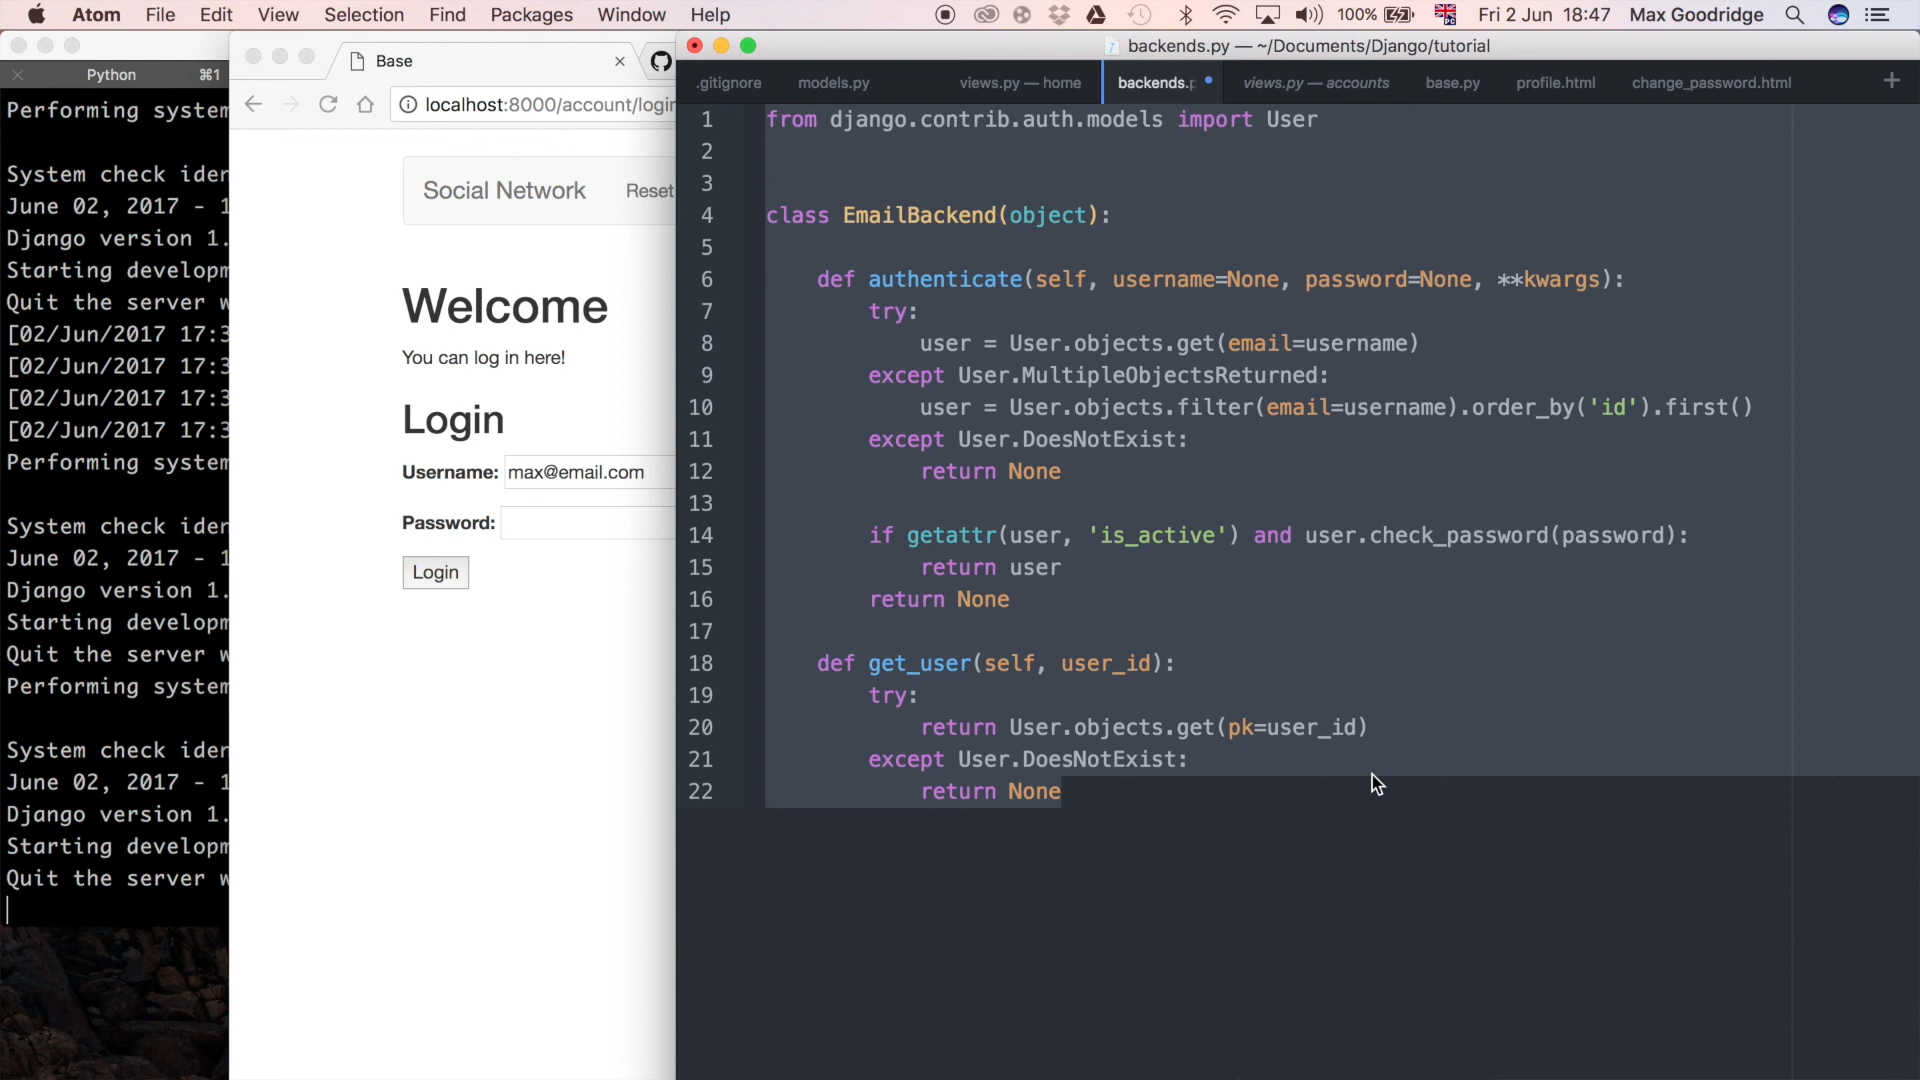 Atom File Edit View Selection Find Packages Window Help 100% Fri 2 Jun 18:47 Max Goodridge
Python ⌘1
Performing system
System check iden
June 02, 2017 - 1
Django version 1.
Starting developm
Quit the server w
[02/Jun/2017 17:3
[02/Jun/2017 17:3
[02/Jun/2017 17:3
[02/Jun/2017 17:3
Performing system
System check iden
June 02, 2017 - 1
Django version 1.
Starting developm
Quit the server w
Performing system
System check iden
June 02, 2017 - 1
Django version 1.
Starting developm
Quit the server w
Base
localhost:8000/account/login
Social Network Reset
Welcome
You can log in here!
Login
Username: max@email.com
Password:
Login
backends.py — ~/Documents/Django/tutorial
.gitignore models.py views.py — home backends.p views.py — accounts base.py profile.html change_password.html
1 from django.contrib.auth.models import User
2
3
4 class EmailBackend(object):
5
6 def authenticate(self, username=None, password=None, **kwargs):
7 try:
8 user = User.objects.get(email=username)
9 except User.MultipleObjectsReturned:
10 user = User.objects.filter(email=username).order_by('id').first()
11 except User.DoesNotExist:
12 return None
13
14 if getattr(user, 'is_active') and user.check_password(password):
15 return user
16 return None
17
18 def get_user(self, user_id):
19 try:
20 return User.objects.get(pk=user_id)
21 except User.DoesNotExist:
22 return None